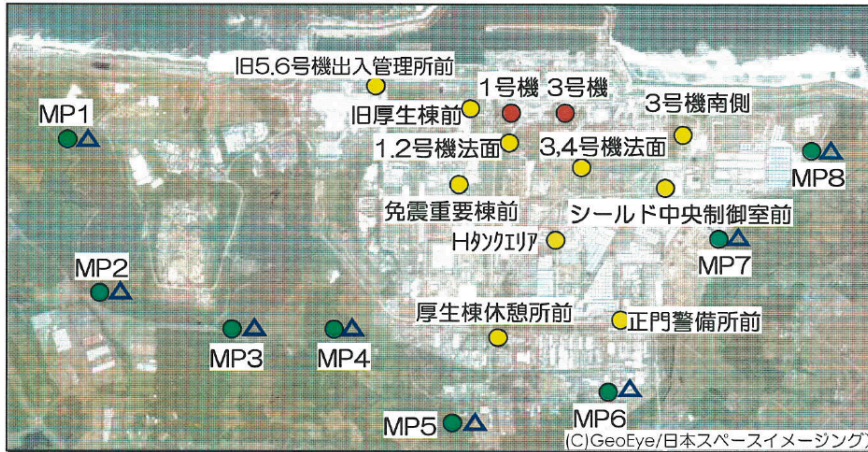 旧5.6号機出入管理所前
1号機
3号機
3号機南側
旧厚生棟前
MP1
1.2号機法面
3,4号機法面
MP8
免震重要棟前
シールド中央制御室前
Hタンクエリア
MP7
MP2
厚生棟休憩所前
正門警備所前
MP3
MP4
MP5
MP6
(C)GeoEye/日本スペースイメージング